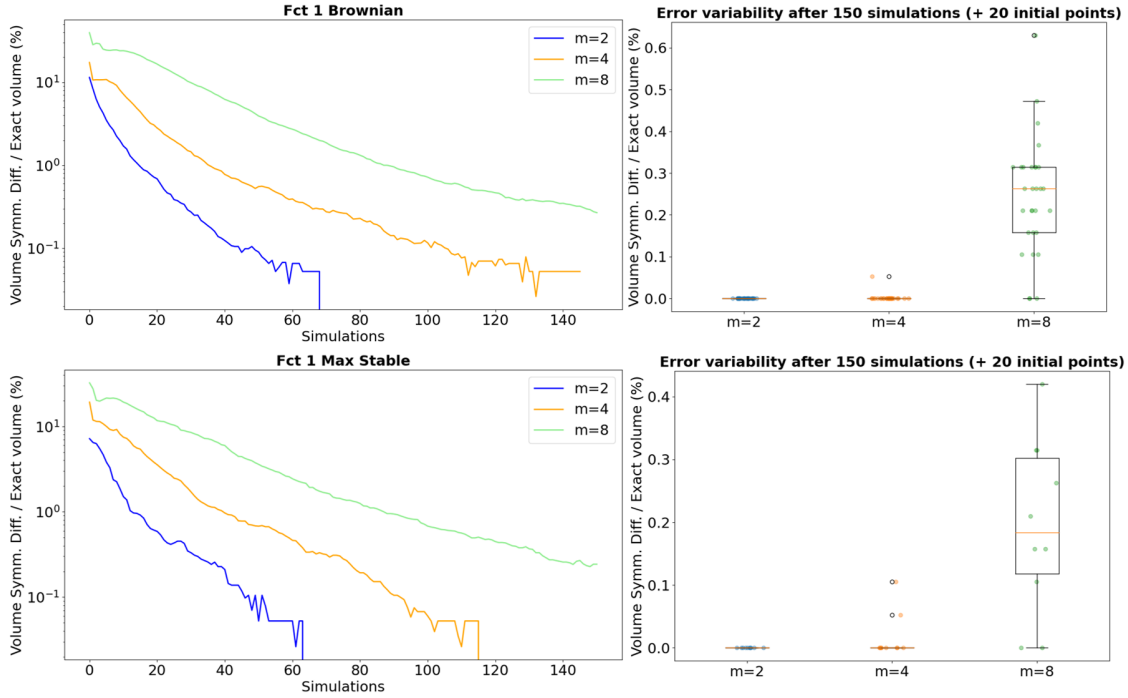 Fct 1 Brownian
Volume Symm. Diff. / Exact volume (%)
10^1
10^0
10^-1
0 20 40 60 80 100 120 140
Simulations
m=2
m=4
m=8
Error variability after 150 simulations (+ 20 initial points)
Volume Symm. Diff. / Exact volume (%)
0.6
0.5
0.4
0.3
0.2
0.1
0.0
m=2 m=4 m=8
Fct 1 Max Stable
Volume Symm. Diff. / Exact volume (%)
10^1
10^0
10^-1
0 20 40 60 80 100 120 140
Simulations
m=2
m=4
m=8
Error variability after 150 simulations (+ 20 initial points)
Volume Symm. Diff. / Exact volume (%)
0.4
0.3
0.2
0.1
0.0
m=2 m=4 m=8